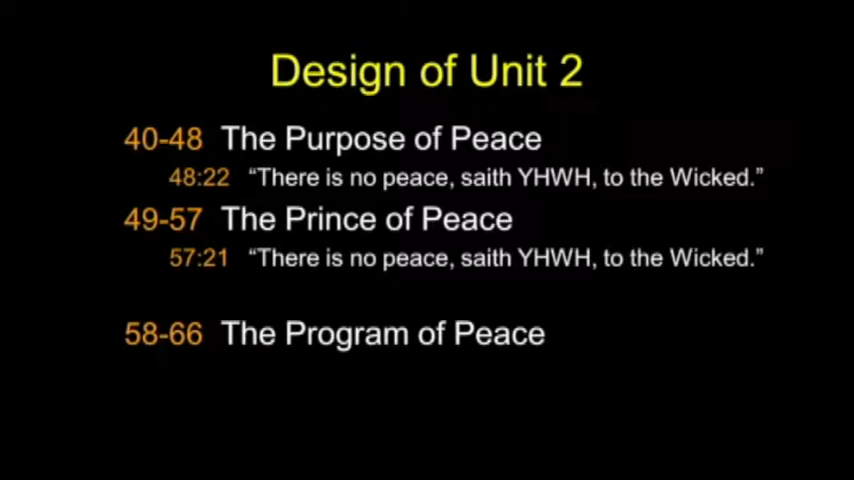 Design of Unit 2
40-48 The Purpose of Peace
48:22 “There is no peace, saith YHWH, to the Wicked.”
49-57 The Prince of Peace
57:21 “There is no peace, saith YHWH, to the Wicked.”
58-66 The Program of Peace